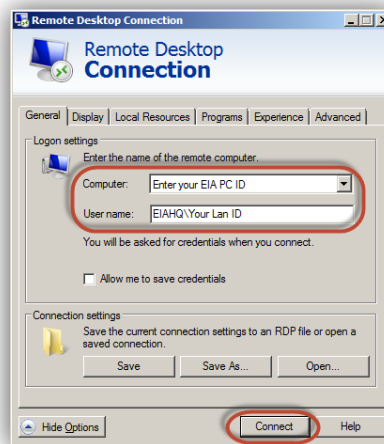 Remote Desktop Connection
Remote Desktop
Connection
General Display Local Resources Programs Experience Advanced
Logon settings
Enter the name of the remote computer.
Computer: Enter your EIA PC ID
User name: EIAHQ\Your Lan ID
You will be asked for credentials when you connect.
Allow me to save credentials
Connection settings
Save the current connection settings to an RDP file or open a
saved connection.
Save Save As... Open...
Hide Options Connect Help